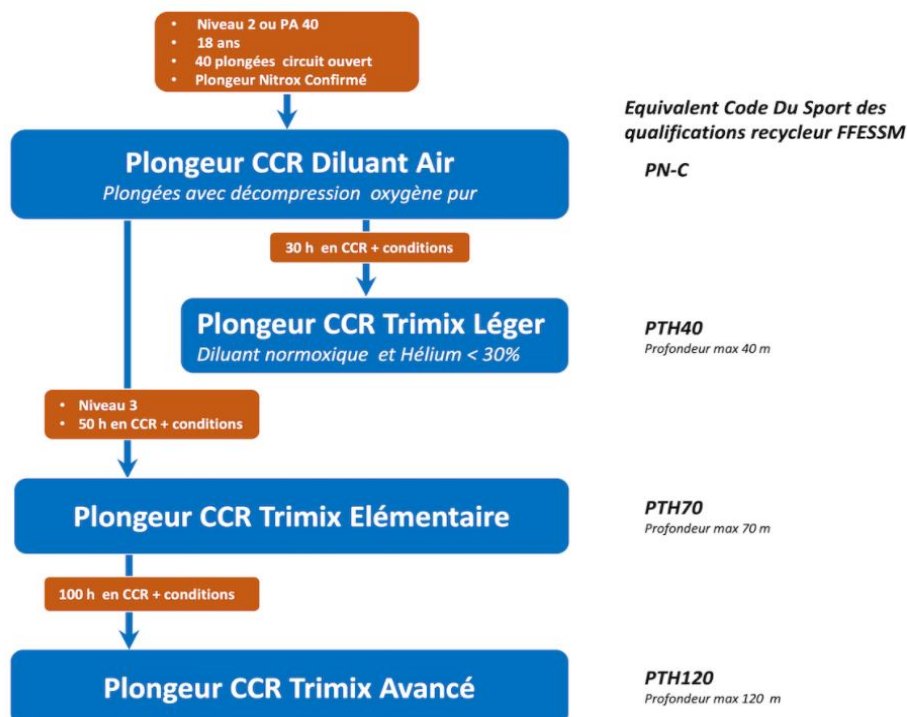 • Niveau 2 ou PA 40
• 18 ans
• 40 plongées circuit ouvert
• Plongeur Nitrox Confirmé
Equivalent Code Du Sport des
qualifications recycleur FFESSM
Plongeur CCR Diluant Air
Plongées avec décompression oxygène pur
PN-C
30 h en CCR + conditions
Plongeur CCR Trimix Léger
Diluant normoxique et Hélium < 30%
PTH40
Profondeur max 40 m
• Niveau 3
• 50 h en CCR + conditions
Plongeur CCR Trimix Elémentaire
PTH70
Profondeur max 70 m
100 h en CCR + conditions
Plongeur CCR Trimix Avancé
PTH120
Profondeur max 120 m